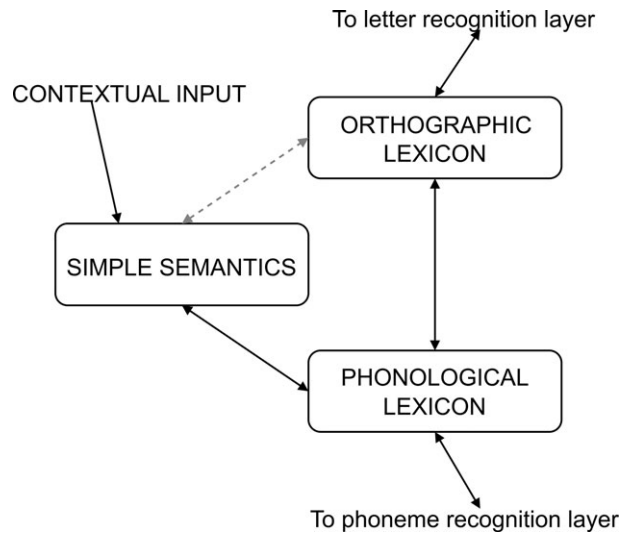 To letter recognition layer
CONTEXTUAL INPUT
ORTHOGRAPHIC
LEXICON
SIMPLE SEMANTICS
PHONOLOGICAL
LEXICON
To phoneme recognition layer